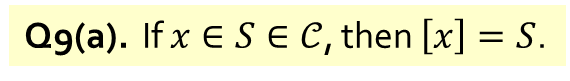 Q9(a). If 𝑥 ∈ 𝑆 ∈ 𝒞, then [𝑥] = 𝑆.